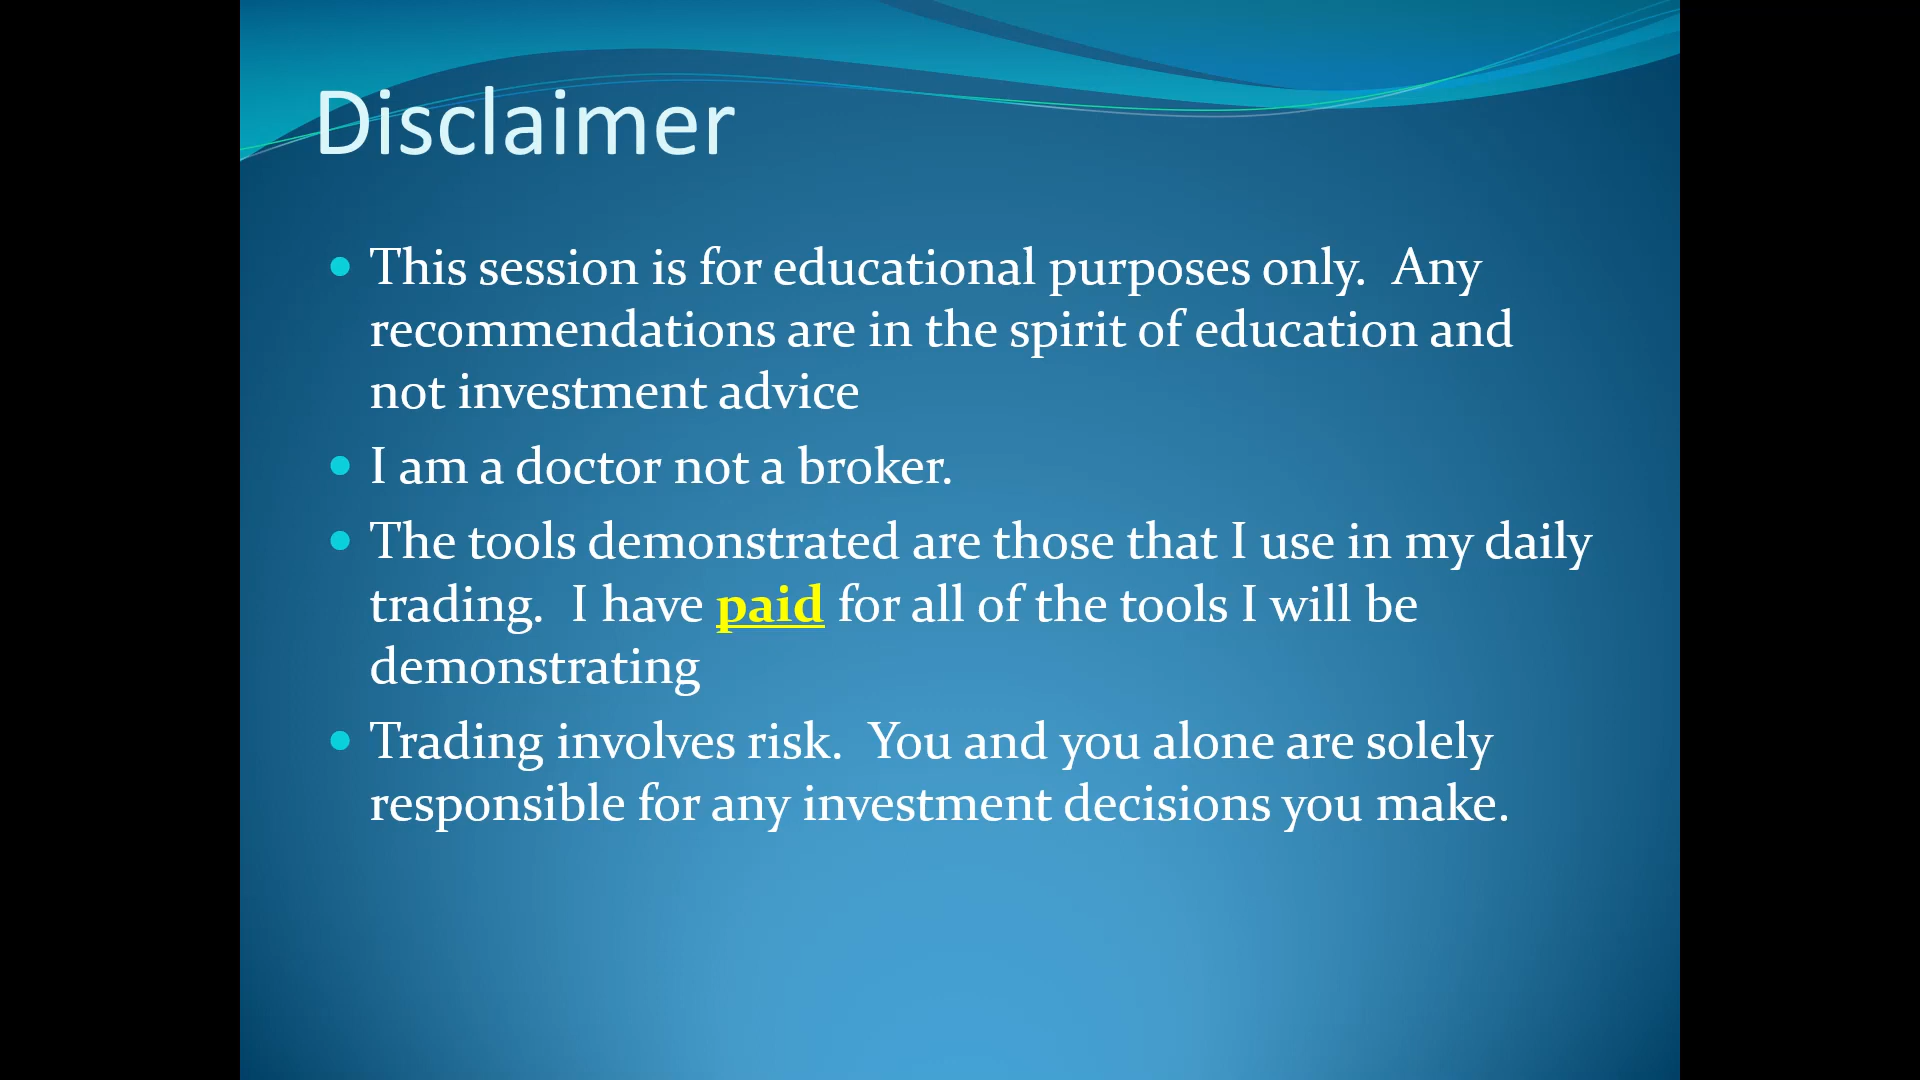 Disclaimer
This session is for educational purposes only.  Any
recommendations are in the spirit of education and
not investment advice
I am a doctor not a broker.
The tools demonstrated are those that I use in my daily
trading.  I have paid for all of the tools I will be
demonstrating
Trading involves risk.  You and you alone are solely
responsible for any investment decisions you make.